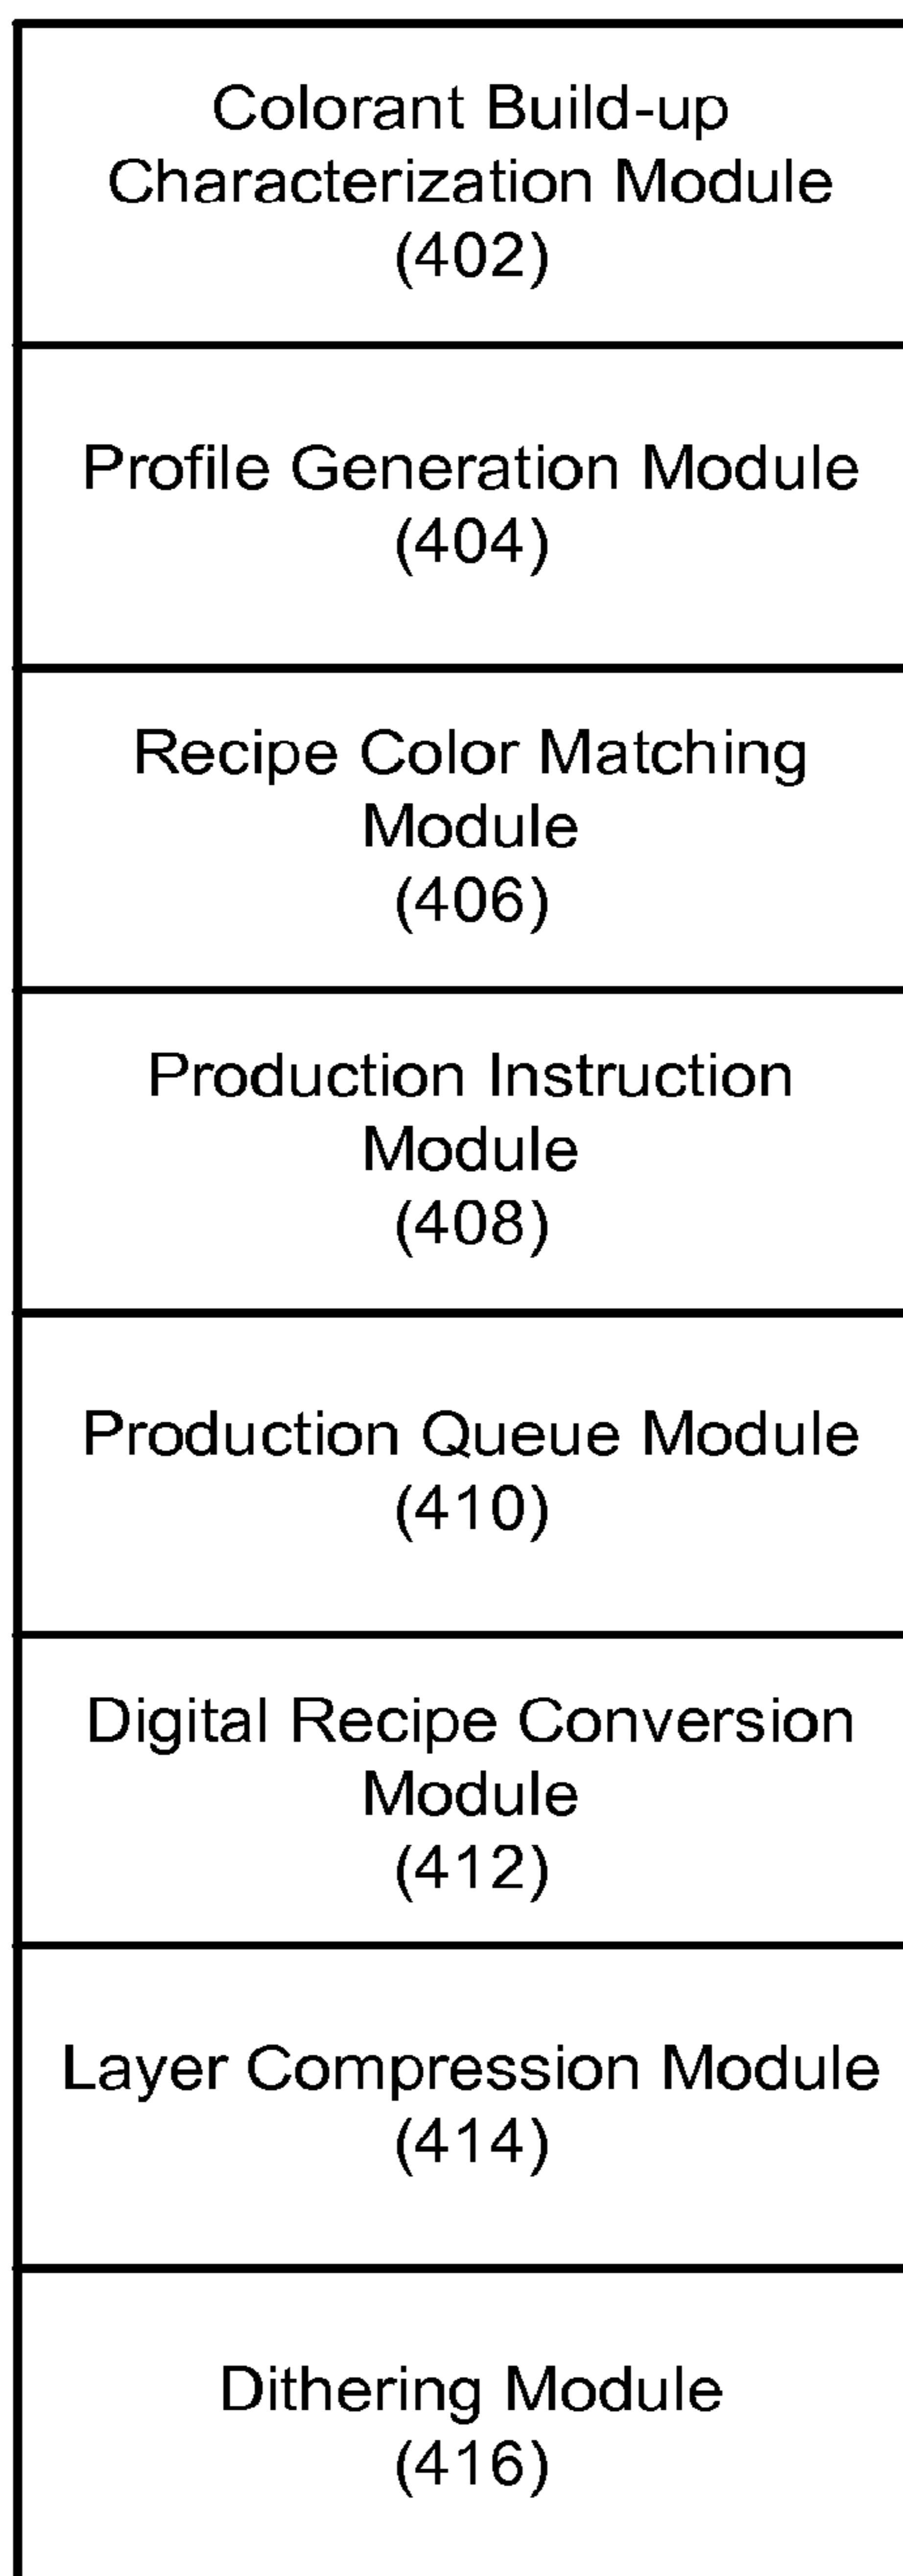 Colorant Build-up
Characterization Module
(402)
Profile Generation Module
(404)
Recipe Color Matching
Module
(406)
Production Instruction
Module
(408)
Production Queue Module
(410)
Digital Recipe Conversion
Module
(412)
Layer Compression Module
(414)
Dithering Module
(416)